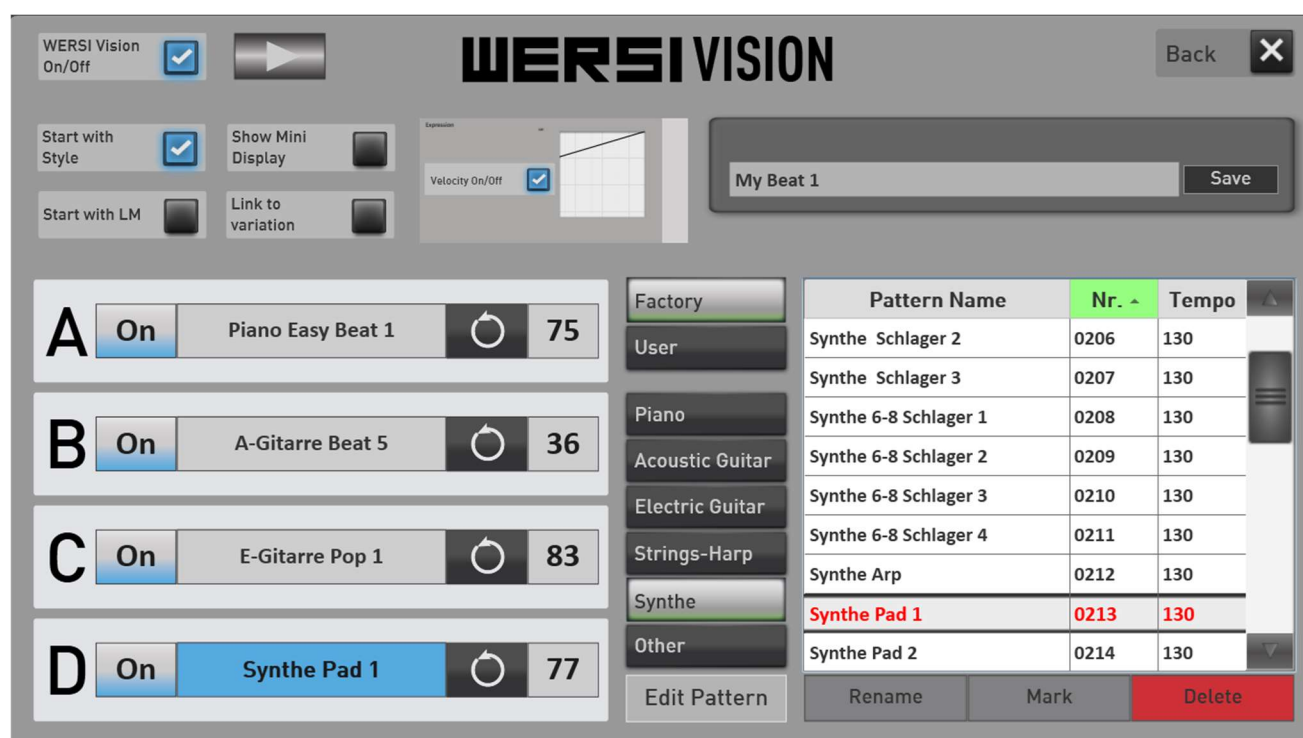 WERSI Vision
On/Off
WERSI VISION
Back
Start with
Style
Show Mini
Display
Start with LM
Link to
variation
Expression
Velocity On/Off
My Beat 1
Save
A
On
Piano Easy Beat 1
75
B
On
A-Gitarre Beat 5
36
C
On
E-Gitarre Pop 1
83
D
On
Synthe Pad 1
77
Factory
User
Piano
Acoustic Guitar
Electric Guitar
Strings-Harp
Synthe
Other
Edit Pattern
Pattern Name Nr. Tempo
Synthe Schlager 2 0206 130
Synthe Schlager 3 0207 130
Synthe 6-8 Schlager 1 0208 130
Synthe 6-8 Schlager 2 0209 130
Synthe 6-8 Schlager 3 0210 130
Synthe 6-8 Schlager 4 0211 130
Synthe Arp 0212 130
Synthe Pad 1 0213 130
Synthe Pad 2 0214 130
Rename
Mark
Delete